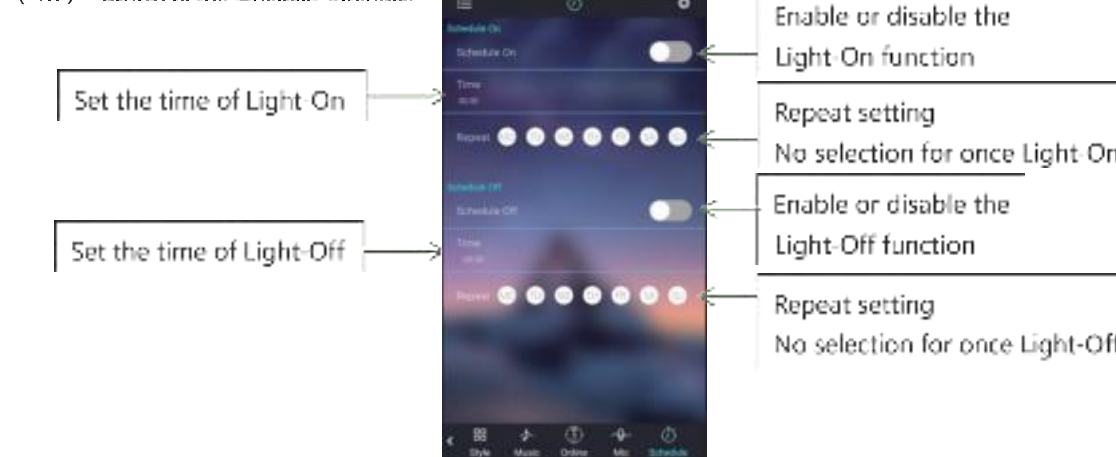 Enable or disable the
Light-On function
Schedule On
Schedule On
Set the time of Light-On
Time
Repeat setting
No selection for once Light-On
Repeat
Schedule Off
Schedule Off
Enable or disable the
Light-Off function
Set the time of Light-Off
Time
Repeat
Repeat setting
No selection for once Light-Off
Style Music Online Mic Schedule